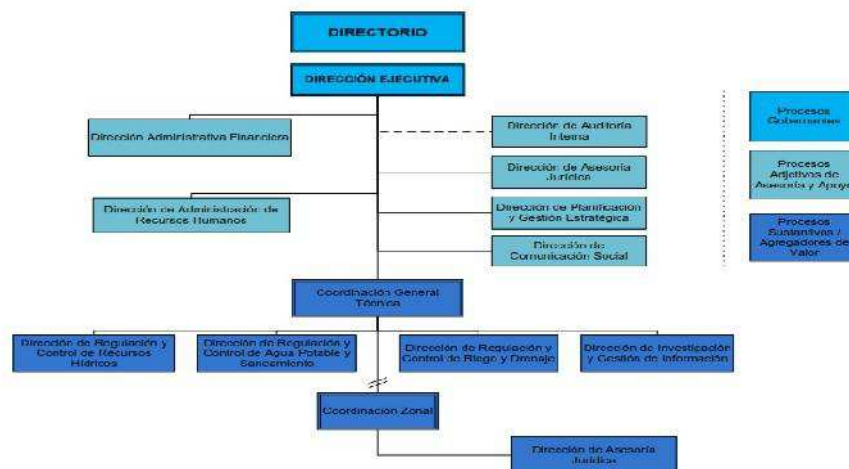 DIRECTORIO
DIRECCIÓN EJECUTIVA
Dirección Administrativa Financiera
Dirección de Auditoría
Interna
Dirección de Asesoría
Jurídica
Dirección de Administración de
Recursos Humanos
Dirección de Planificación
y Gestión Estratégica
Dirección de
Comunicación Social
Procesos
Gobernantes
Procesos
Adjetivos de
Asesoría y Apoyo
Procesos
Sustantivos /
Agregadores de
Valor
Coordinación General
Técnica
Dirección de Regulación y
Control de Recursos
Hídricos
Dirección de Regulación y
Control de Agua Potable y
Saneamiento
Dirección de Regulación y
Control de Riego y Drenaje
Dirección de Investigación
y Gestión de Información
Coordinación Zonal
Dirección de Asesoría
Jurídica